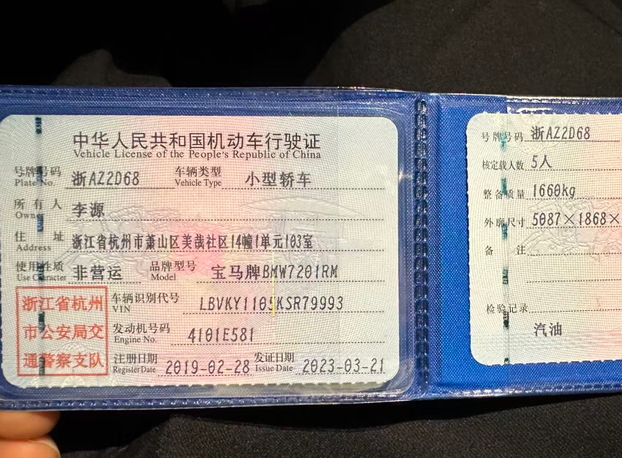 中华人民共和国机动车行驶证
Vehicle License of the People's Republic of China
号牌号码 浙AZ2D68 车辆类型 小型轿车
Plate No. Vehicle Type
所有人 李源
Owner
住址 浙江省杭州市萧山区美哉社区14幢1单元103室
Address
使用性质 非营运 品牌型号 宝马牌BMW7201RM
Use Character Model
浙江省杭州
市公安局交
通警察支队
车辆识别代号 LBVKY1105KSR79993
VIN
发动机号码 4101E581
Engine No.
注册日期 2019-02-28 发证日期 2023-03-21
Register Date Issue Date
号牌号码 浙AZ2D68
核定载人数 5人
整备质量 1660kg
外廓尺寸 5087×1868×
备注
检验记录
汽油